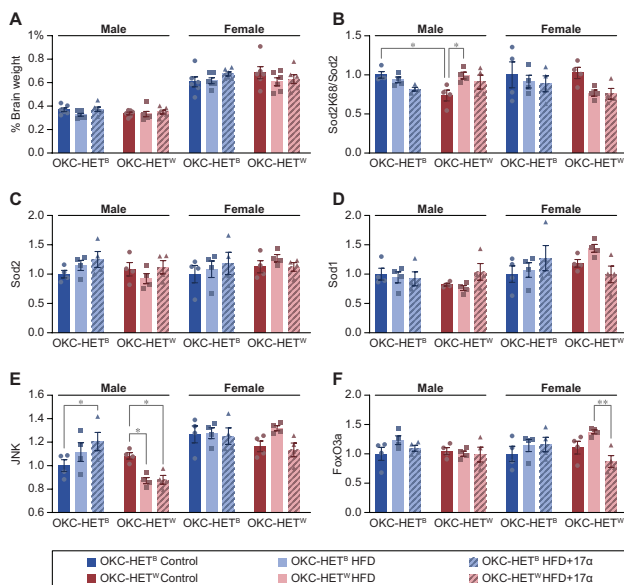 A
Male
Female
% Brain weight
1%
0.8
0.6
0.4
0.2
0.0
OKC-HETᴮ
OKC-HETᵂ
OKC-HETᴮ
OKC-HETᵂ
B
Male
Female
Sod2K68/Sod2
1.5
1.0
0.5
0.0
*
*
OKC-HETᴮ
OKC-HETᵂ
OKC-HETᴮ
OKC-HETᵂ
C
Male
Female
Sod2
2.0
1.5
1.0
0.5
0.0
OKC-HETᴮ
OKC-HETᵂ
OKC-HETᴮ
OKC-HETᵂ
D
Male
Female
Sod1
2.0
1.5
1.0
0.5
0.0
OKC-HETᴮ
OKC-HETᵂ
OKC-HETᴮ
OKC-HETᵂ
E
Male
Female
JNK
1.6
1.4
1.2
1.0
0.8
0.6
*
*
*
OKC-HETᴮ
OKC-HETᵂ
OKC-HETᴮ
OKC-HETᵂ
F
Male
Female
FoxO3a
2.0
1.5
1.0
0.5
0.0
**
OKC-HETᴮ
OKC-HETᵂ
OKC-HETᴮ
OKC-HETᵂ
OKC-HETᴮ Control
OKC-HETᴮ HFD
OKC-HETᴮ HFD+17α
OKC-HETᵂ Control
OKC-HETᵂ HFD
OKC-HETᵂ HFD+17α